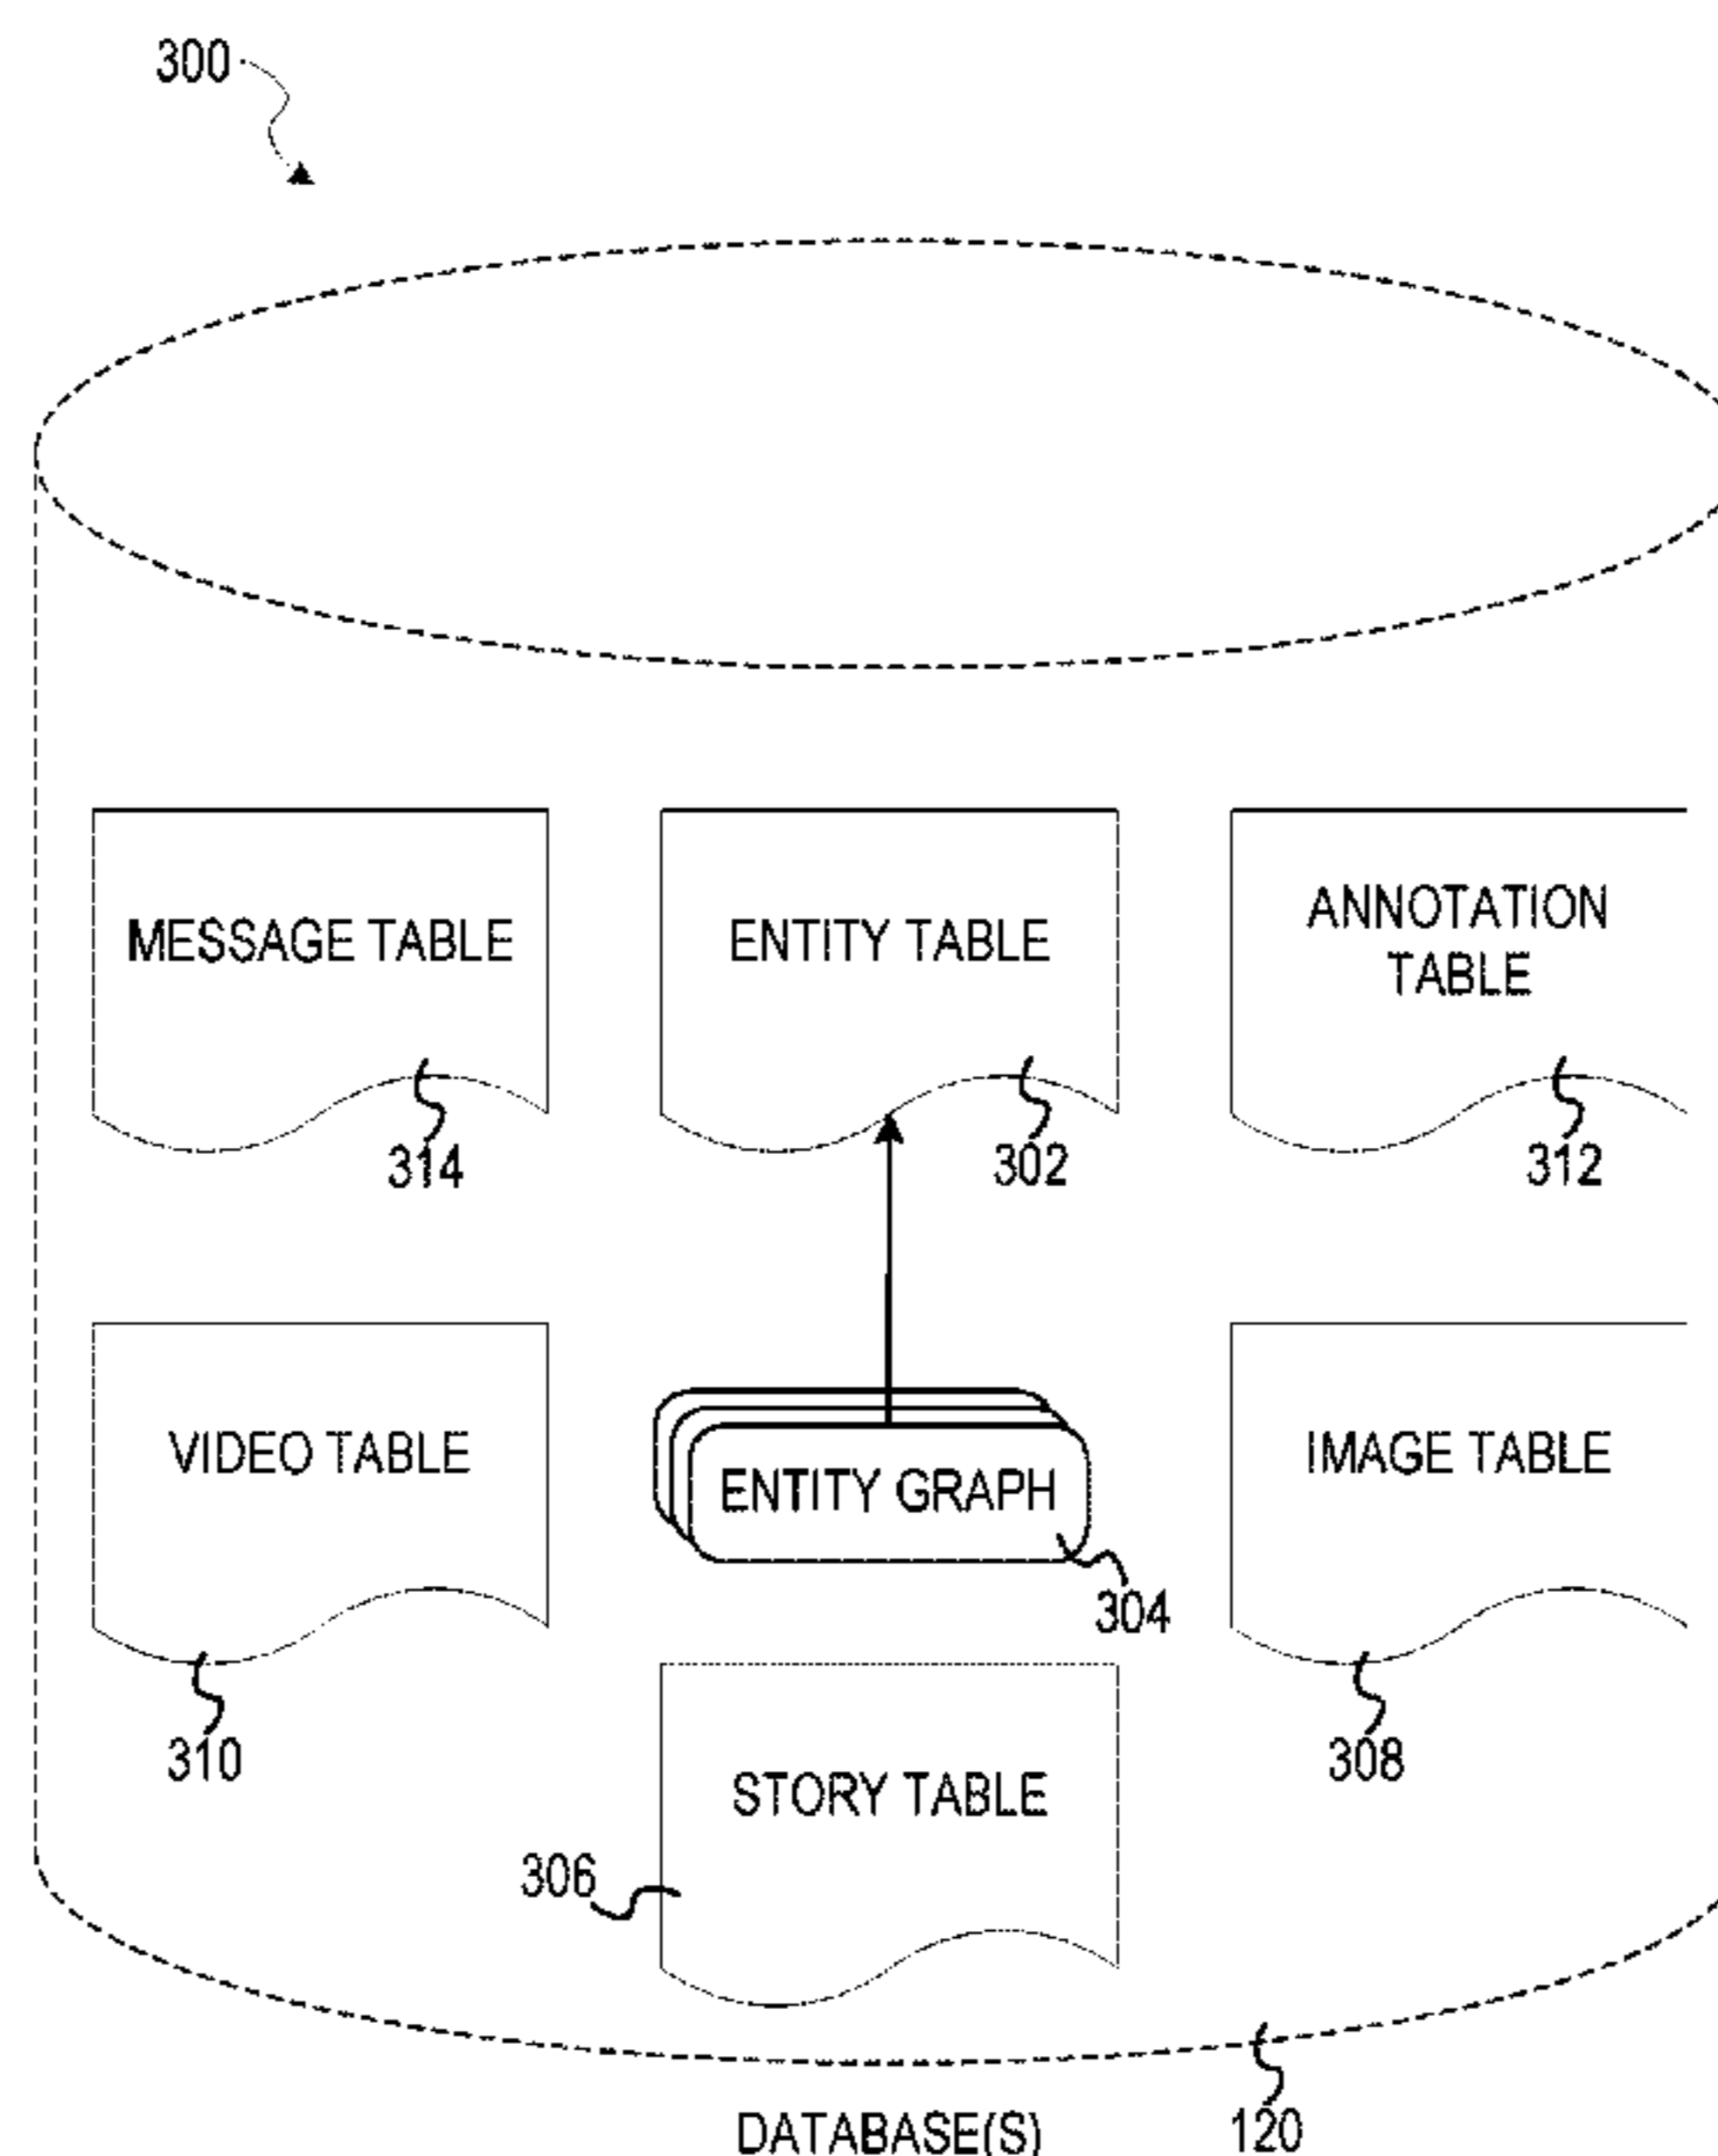 300
MESSAGE TABLE
ENTITY TABLE
ANNOTATION
TABLE
314
302
312
VIDEO TABLE
ENTITY GRAPH
IMAGE TABLE
304
310
308
STORY TABLE
306
DATABASE(S)
120